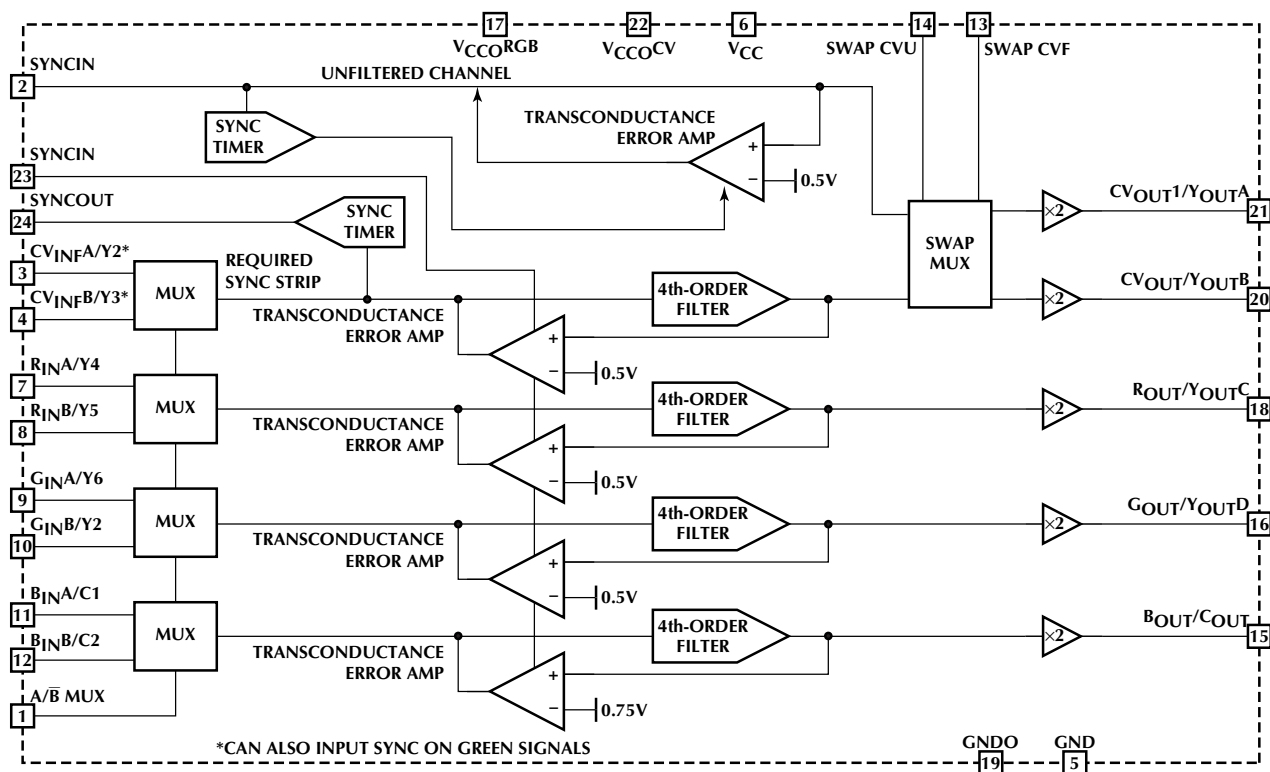 17 22 6 14 13
VCCORGB VCCOCV VCC SWAP CVU SWAP CVF
SYNCIN
2
UNFILTERED CHANNEL
SYNC
TIMER
TRANSCONDUCTANCE
ERROR AMP
+
−
0.5V
SYNCIN
23
SYNCOUT
24
SYNC
TIMER
SWAP
MUX
×2
CVOUT1/YOUTA
21
CVINFA/Y2*
3
CVINFB/Y3*
4
MUX
REQUIRED
SYNC STRIP
TRANSCONDUCTANCE
ERROR AMP
+
−
0.5V
4th-ORDER
FILTER
×2
CVOUT/YOUTB
20
RINA/Y4
7
RINB/Y5
8
MUX
TRANSCONDUCTANCE
ERROR AMP
+
−
0.5V
4th-ORDER
FILTER
×2
ROUT/YOUTC
18
GINA/Y6
9
GINB/Y2
10
MUX
TRANSCONDUCTANCE
ERROR AMP
+
−
0.5V
4th-ORDER
FILTER
×2
GOUT/YOUTD
16
BINA/C1
11
BINB/C2
12
MUX
TRANSCONDUCTANCE
ERROR AMP
+
−
0.75V
4th-ORDER
FILTER
×2
BOUT/COUT
15
A/B̅ MUX
1
*CAN ALSO INPUT SYNC ON GREEN SIGNALS
GNDO GND
19 5